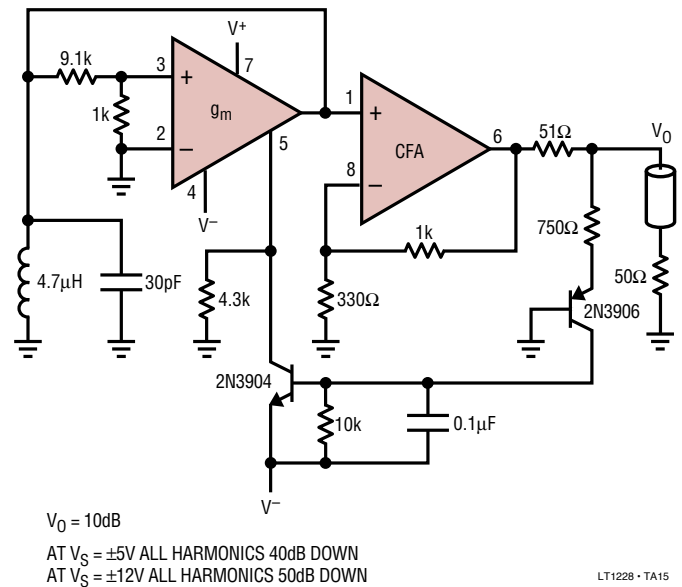 V+
9.1k
3
+
7
gm
1k
2
−
4
V−
5
1
+
CFA
8
−
6
51Ω
VO
1k
750Ω
50Ω
4.7μH
30pF
4.3k
330Ω
2N3906
2N3904
10k
0.1μF
V−
VO = 10dB
AT VS = ±5V ALL HARMONICS 40dB DOWN
AT VS = ±12V ALL HARMONICS 50dB DOWN
LT1228 • TA15